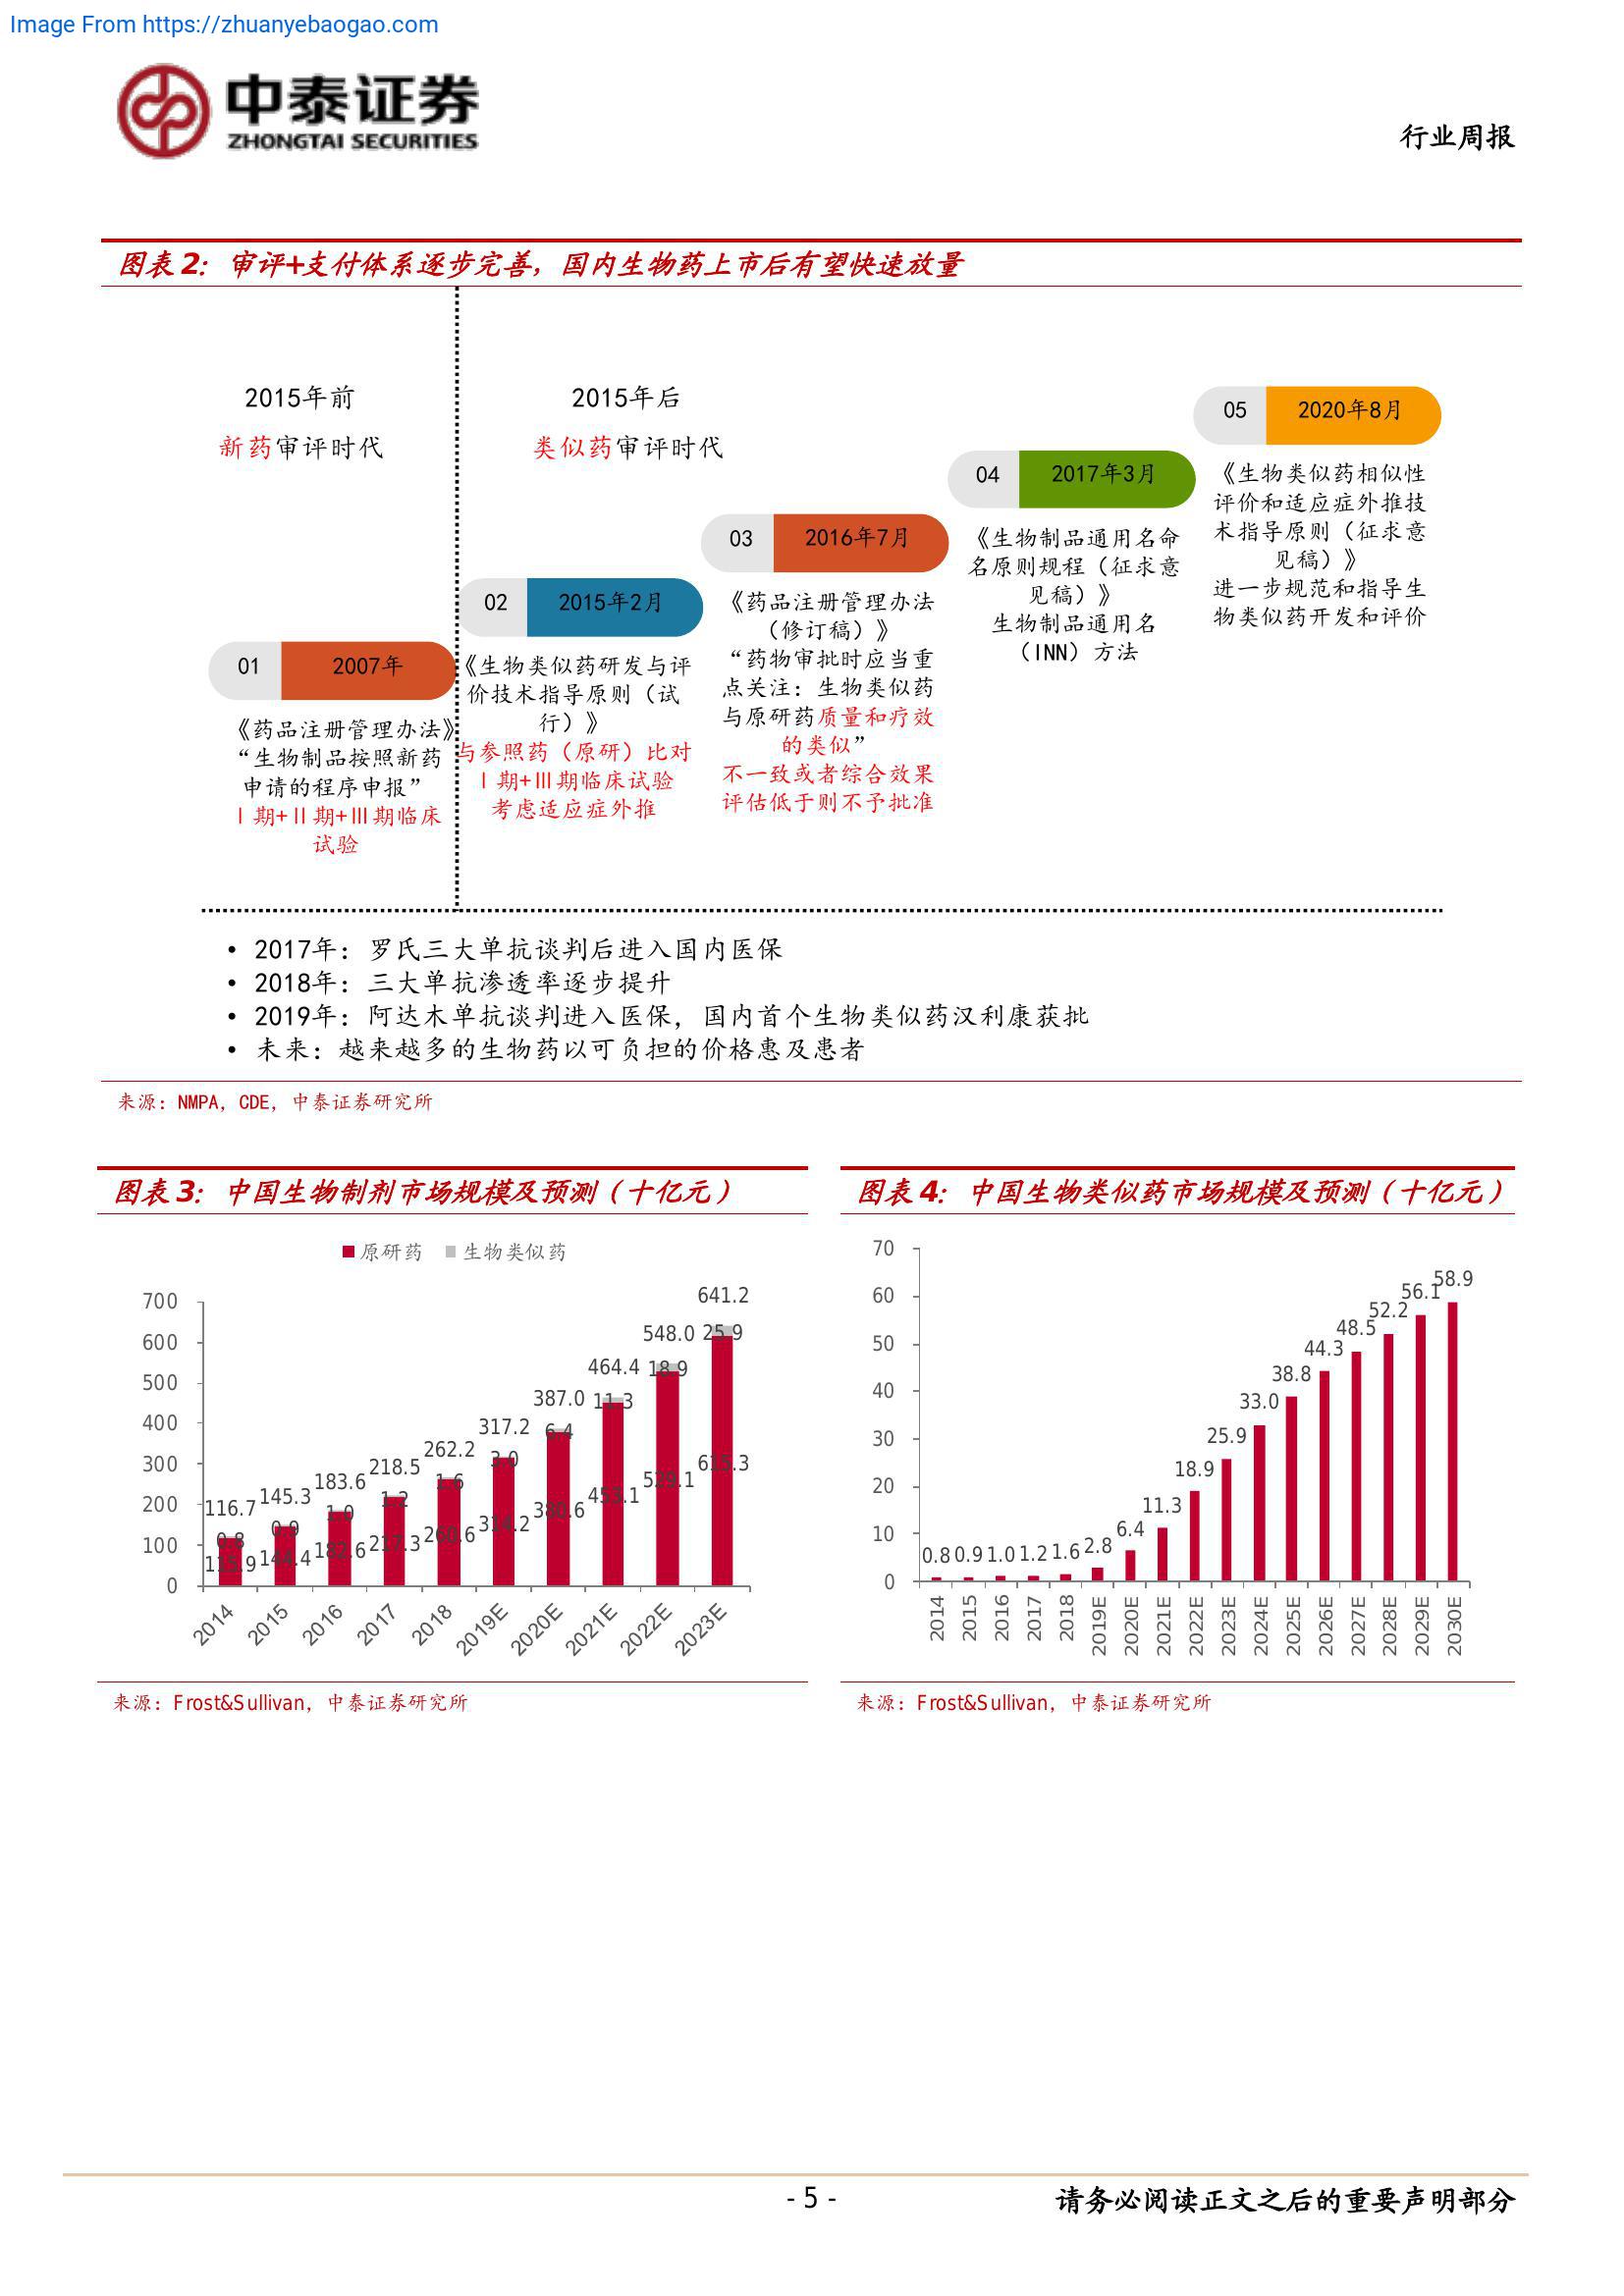 Image From https://zhuanyebaogao.com
中泰证券
ZHONGTAI SECURITIES
行业周报
图表 2：审评+支付体系逐步完善，国内生物药上市后有望快速放量
2015年前
新药审评时代
2015年后
类似药审评时代
01 2007年
《药品注册管理办法》
“生物制品按照新药
申请的程序申报”
Ⅰ期+Ⅱ期+Ⅲ期临床
试验
02 2015年2月
《生物类似药研发与评
价技术指导原则（试
行）》
与参照药（原研）比对
Ⅰ期+Ⅲ期临床试验
考虑适应症外推
03 2016年7月
《药品注册管理办法
（修订稿）》
“药物审批时应当重
点关注：生物类似药
与原研药质量和疗效
的类似”
不一致或者综合效果
评估低于则不予批准
04 2017年3月
《生物制品通用名命
名原则规程（征求意
见稿）》
生物制品通用名
（INN）方法
05 2020年8月
《生物类似药相似性
评价和适应症外推技
术指导原则（征求意
见稿）》
进一步规范和指导生
物类似药开发和评价
• 2017年：罗氏三大单抗谈判后进入国内医保
• 2018年：三大单抗渗透率逐步提升
• 2019年：阿达木单抗谈判进入医保，国内首个生物类似药汉利康获批
• 未来：越来越多的生物药以可负担的价格惠及患者
来源：NMPA，CDE，中泰证券研究所
图表 3：中国生物制剂市场规模及预测（十亿元）
原研药 生物类似药
700
600
500
400
300
200
100
0
116.7 145.3 183.6 218.5 262.2 317.2 387.0 464.4 548.0 641.2
0.8 0.9 1.0 1.2 1.6 3.0 6.4 11.3 18.9 25.9
115.9 144.4 182.6 217.3 260.6 314.2 380.6 453.1 529.1 615.3
2014 2015 2016 2017 2018 2019E 2020E 2021E 2022E 2023E
来源：Frost&Sullivan，中泰证券研究所
图表 4：中国生物类似药市场规模及预测（十亿元）
70
60
50
40
30
20
10
0
0.8 0.9 1.0 1.2 1.6 2.8 6.4 11.3 18.9 25.9 33.0 38.8 44.3 48.5 52.2 56.1 58.9
2014 2015 2016 2017 2018 2019E 2020E 2021E 2022E 2023E 2024E 2025E 2026E 2027E 2028E 2029E 2030E
来源：Frost&Sullivan，中泰证券研究所
- 5 -
请务必阅读正文之后的重要声明部分